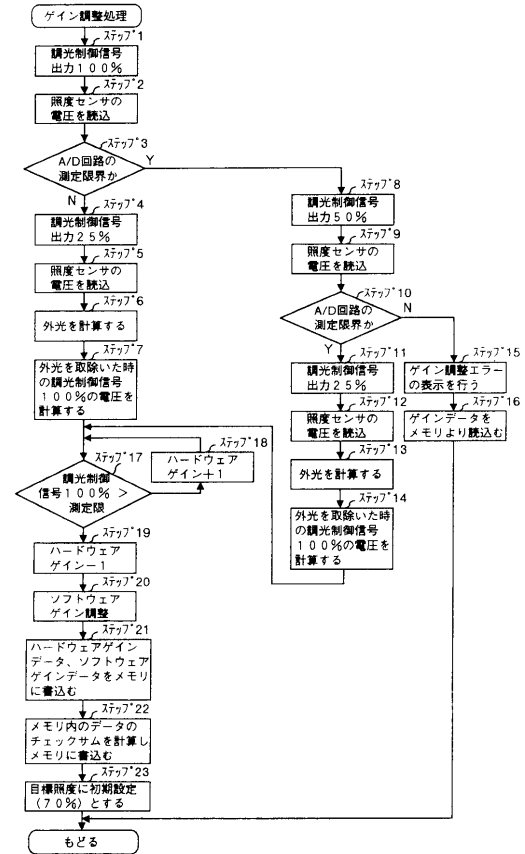 ゲイン調整処理
ステップ1
調光制御信号
出力100%
ステップ2
照度センサの
電圧を読込
ステップ3
A/D回路の
測定限界か
Y
N
ステップ4
調光制御信号
出力25%
ステップ5
照度センサの
電圧を読込
ステップ6
外光を計算する
ステップ7
外光を取除いた時
の調光制御信号
100%の電圧を
計算する
ステップ8
調光制御信号
出力50%
ステップ9
照度センサの
電圧を読込
ステップ10
A/D回路の
測定限界か
N
Y
ステップ11
調光制御信号
出力25%
ステップ12
照度センサの
電圧を読込
ステップ13
外光を計算する
ステップ14
外光を取除いた時
の調光制御信号
100%の電圧を
計算する
ステップ15
ゲイン調整エラー
の表示を行う
ステップ16
ゲインデータを
メモリより読込む
ステップ17
調光制御
信号100%>
測定限
ステップ18
ハードウェア
ゲイン+1
ステップ19
ハードウェア
ゲイン-1
ステップ20
ソフトウェア
ゲイン調整
ステップ21
ハードウェアゲイン
データ、ソフトウェア
ゲインデータをメモリ
に書込む
ステップ22
メモリ内のデータの
チェックサムを計算し
メモリに書込む
ステップ23
目標照度に初期設定
(70%)とする
もどる